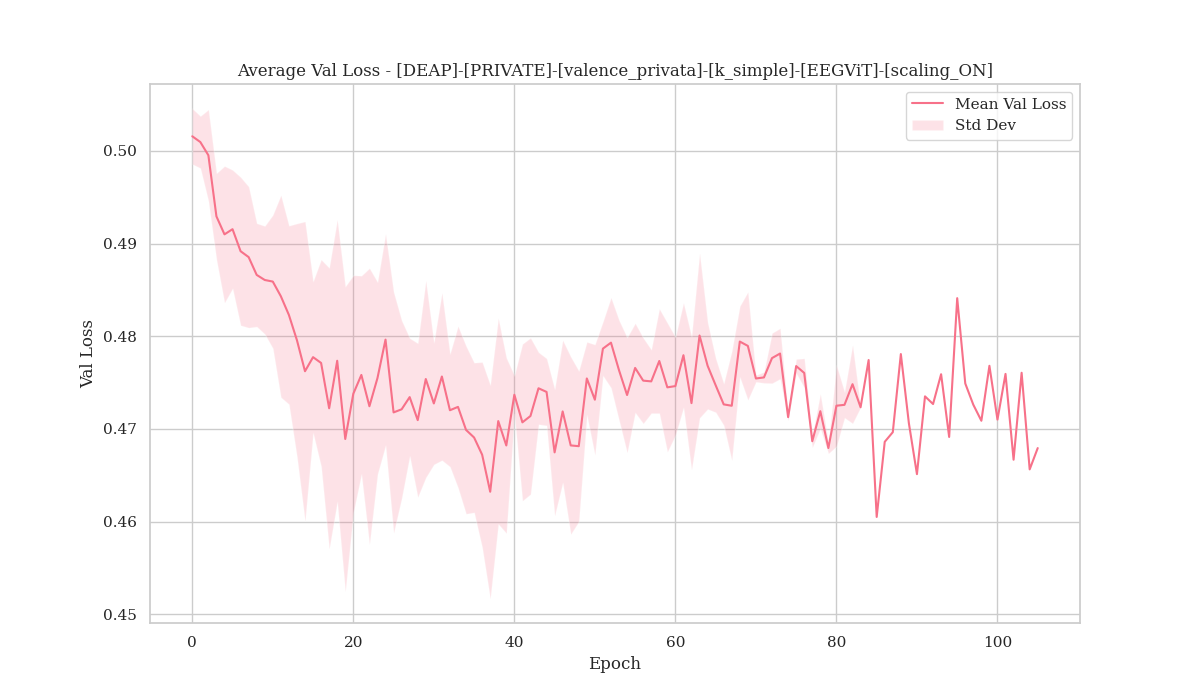 Average Val Loss - [DEAP]-[PRIVATE]-[valence_privata]-[k_simple]-[EEGViT]-[scaling_ON]
Mean Val Loss
Std Dev
Val Loss
0.50
0.49
0.48
0.47
0.46
0.45
0 20 40 60 80 100
Epoch